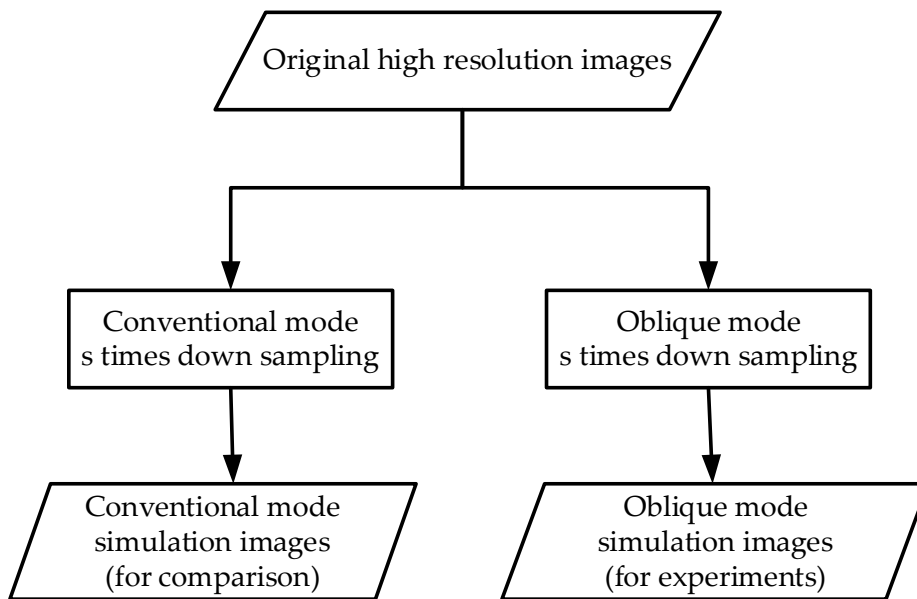 Original high resolution images
Conventional mode
s times down sampling
Oblique mode
s times down sampling
Conventional mode
simulation images
(for comparison)
Oblique mode
simulation images
(for experiments)